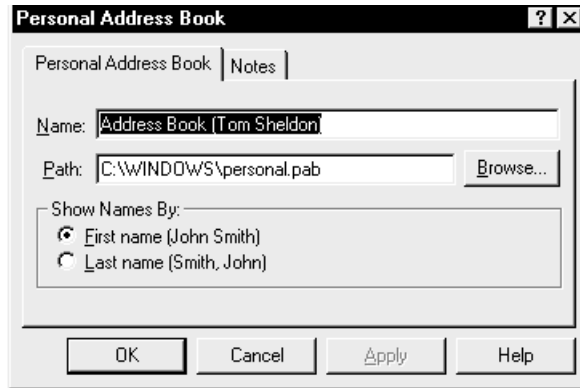 Personal Address Book
Personal Address Book Notes
Name: Address Book (Tom Sheldon)
Path: C:\WINDOWS\personal.pab Browse...
Show Names By:
First name (John Smith)
Last name (Smith, John)
OK Cancel Apply Help